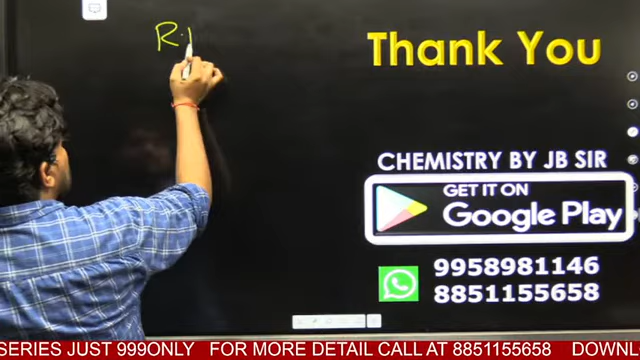 R.
Thank You
CHEMISTRY BY JB SIR
GET IT ON
Google Play
9958981146
8851155658
SERIES JUST 999ONLY FOR MORE DETAIL CALL AT 8851155658 DOWNL